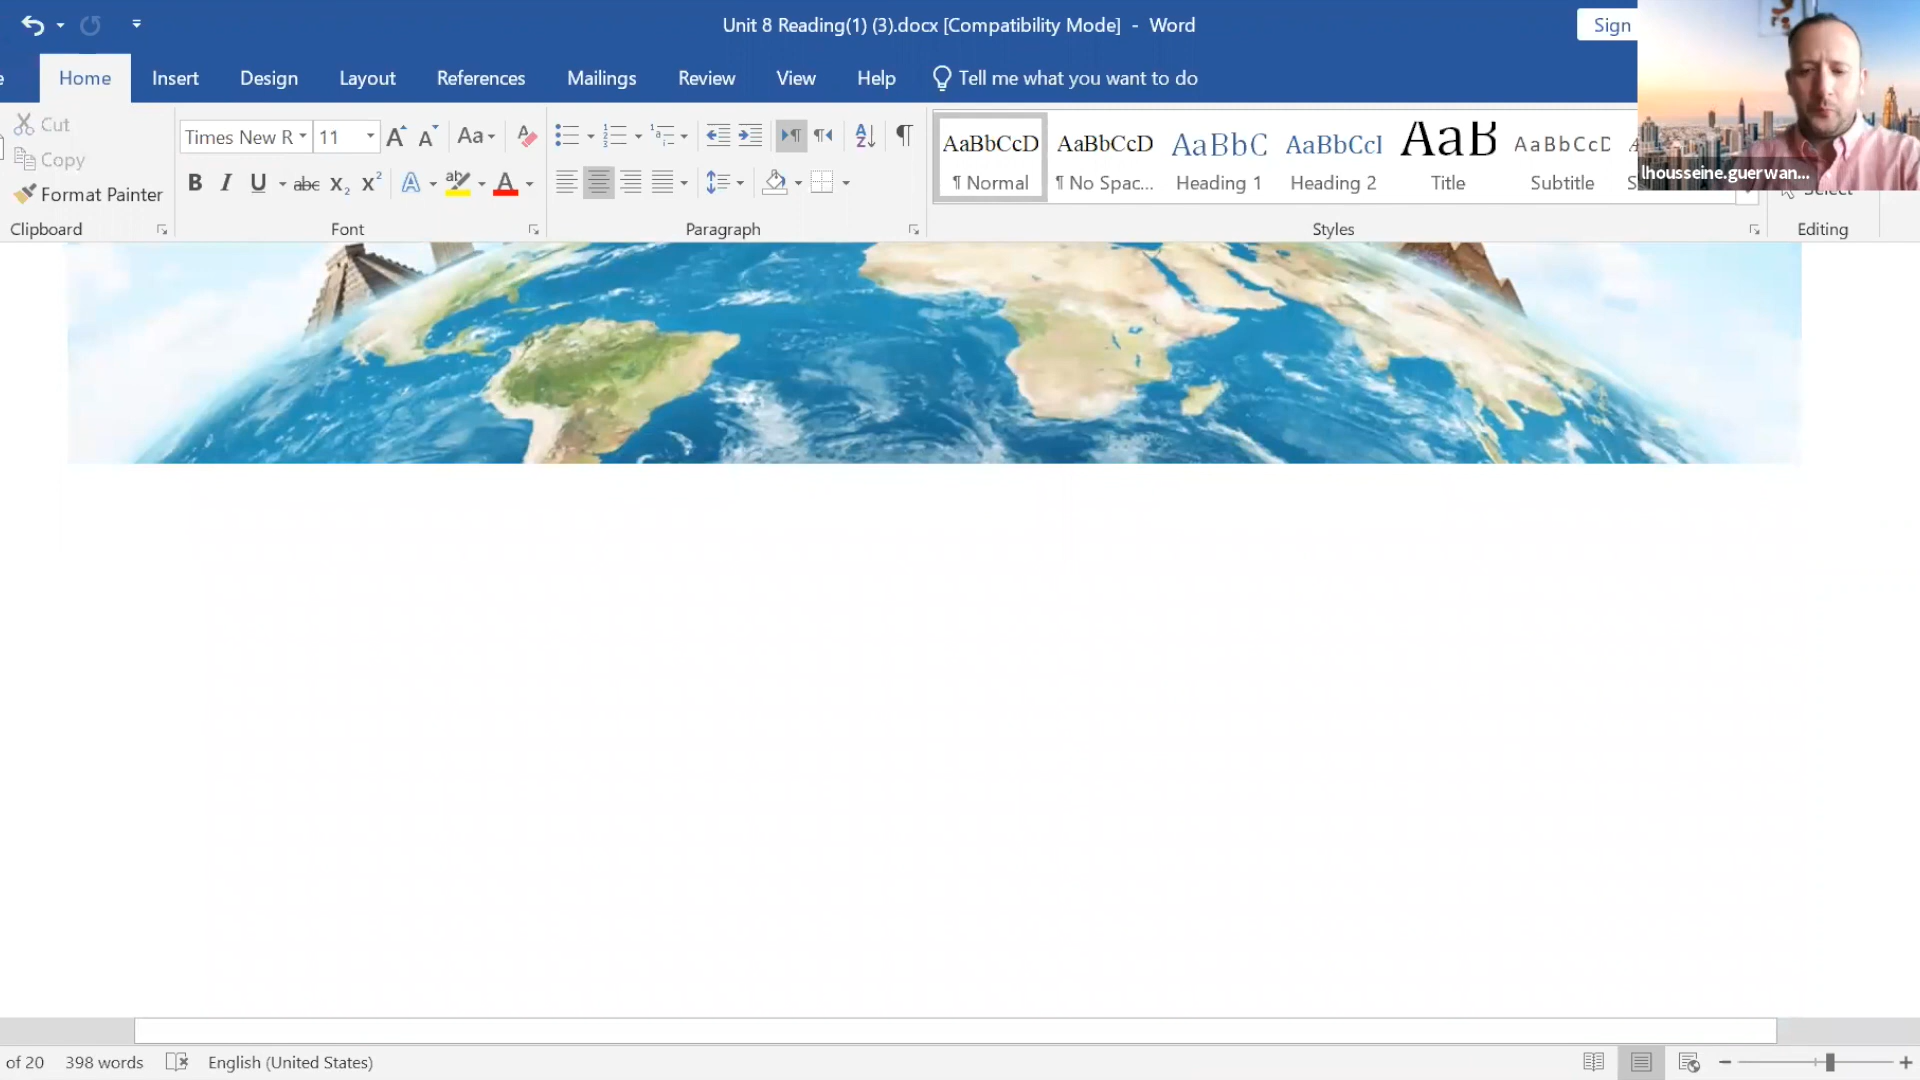 Unit 8 Reading(1) (3).docx [Compatibility Mode] - Word
Sign
Home Insert Design Layout References Mailings Review View Help Tell me what you want to do
Cut
Copy
Format Painter
Times New R 11
Aa
AaBbCcD AaBbCcD AaBbC AaBbCcI AaB AaBbCcD
¶ Normal ¶ No Spac... Heading 1 Heading 2 Title Subtitle
lhousseine.guerwan...
Select
Clipboard Font Paragraph Styles Editing
of 20 398 words English (United States)